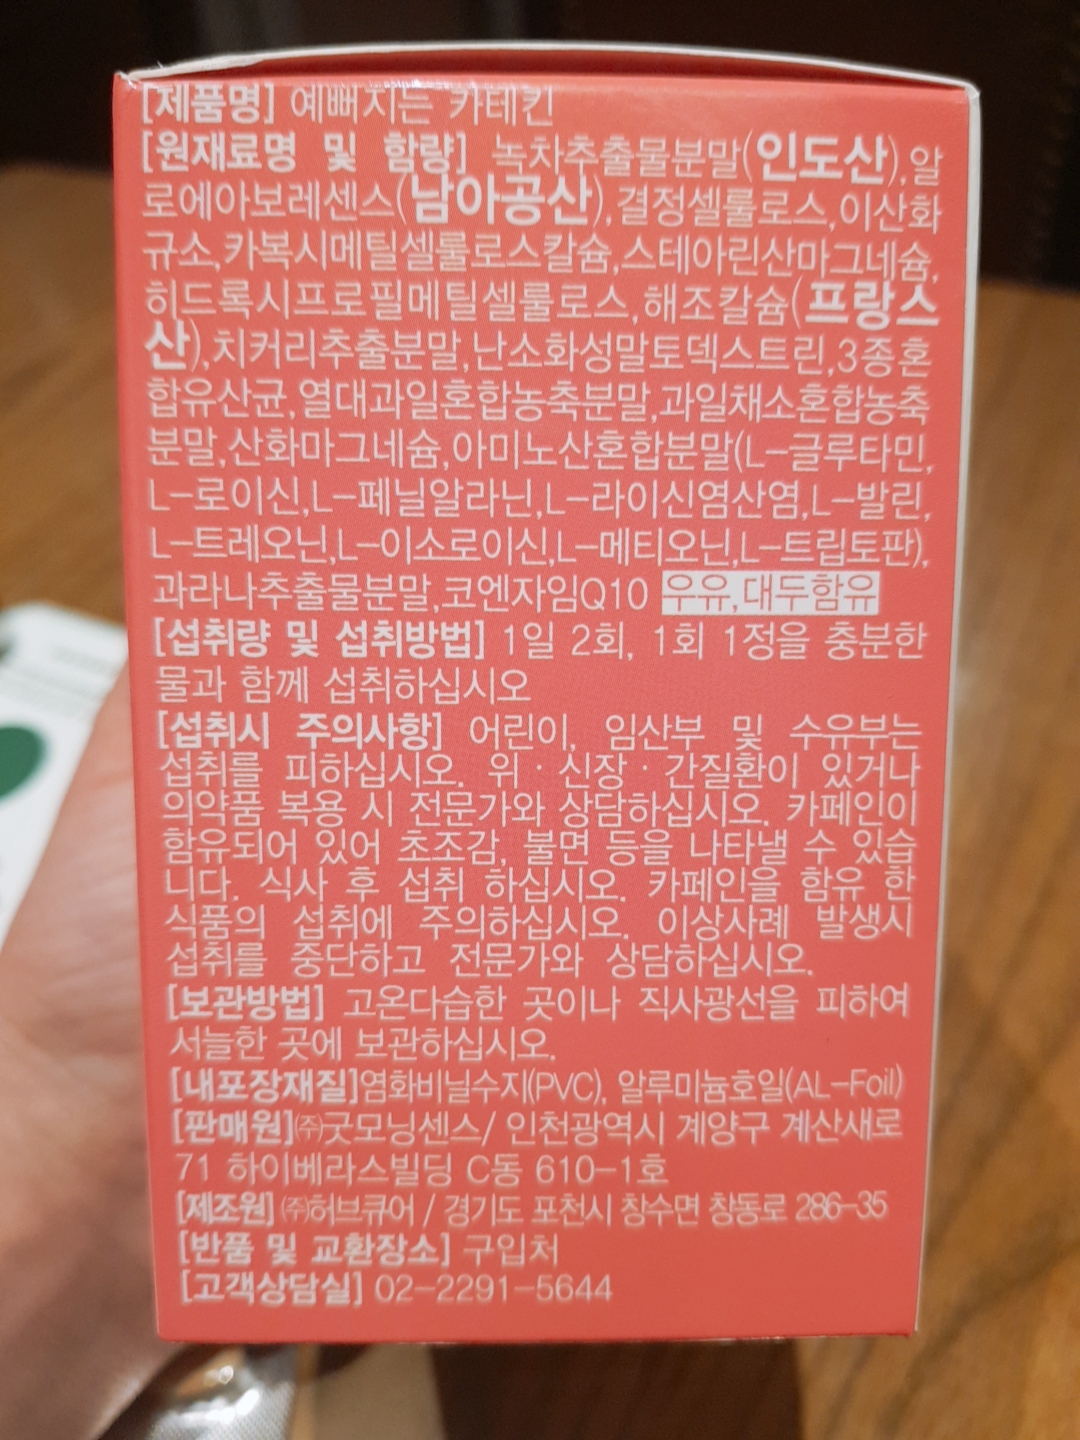 [제품명] 예뻐지는 카테킨
[원재료명 및 함량] 녹차추출물분말(인도산),알
로에아보레센스(남아공산),결정셀룰로스,이산화
규소,카복시메틸셀룰로스칼슘,스테아린산마그네슘,
히드록시프로필메틸셀룰로스,해조칼슘(프랑스
산),치커리추출분말,난소화성말토덱스트린,3종혼
합유산균,열대과일혼합농축분말,과일채소혼합농축
분말,산화마그네슘,아미노산혼합분말(L-글루타민,
L-로이신,L-페닐알라닌,L-라이신염산염,L-발린,
L-트레오닌,L-이소로이신,L-메티오닌,L-트립토판),
과라나추출물분말,코엔자임Q10 우유,대두함유
[섭취량 및 섭취방법] 1일 2회, 1회 1정을 충분한
물과 함께 섭취하십시오
[섭취시 주의사항] 어린이, 임산부 및 수유부는
섭취를 피하십시오. 위·신장·간질환이 있거나
의약품 복용 시 전문가와 상담하십시오. 카페인이
함유되어 있어 초조감, 불면 등을 나타낼 수 있습
니다. 식사 후 섭취 하십시오. 카페인을 함유 한
식품의 섭취에 주의하십시오. 이상사례 발생시
섭취를 중단하고 전문가와 상담하십시오.
[보관방법] 고온다습한 곳이나 직사광선을 피하여
서늘한 곳에 보관하십시오.
[내포장재질]염화비닐수지(PVC), 알루미늄호일(AL-Foil)
[판매원]㈜굿모닝센스/ 인천광역시 계양구 계산새로
71 하이베라스빌딩 C동 610-1호
[제조원] ㈜허브큐어 / 경기도 포천시 창수면 창동로 286-35
[반품 및 교환장소] 구입처
[고객상담실] 02-2291-5644